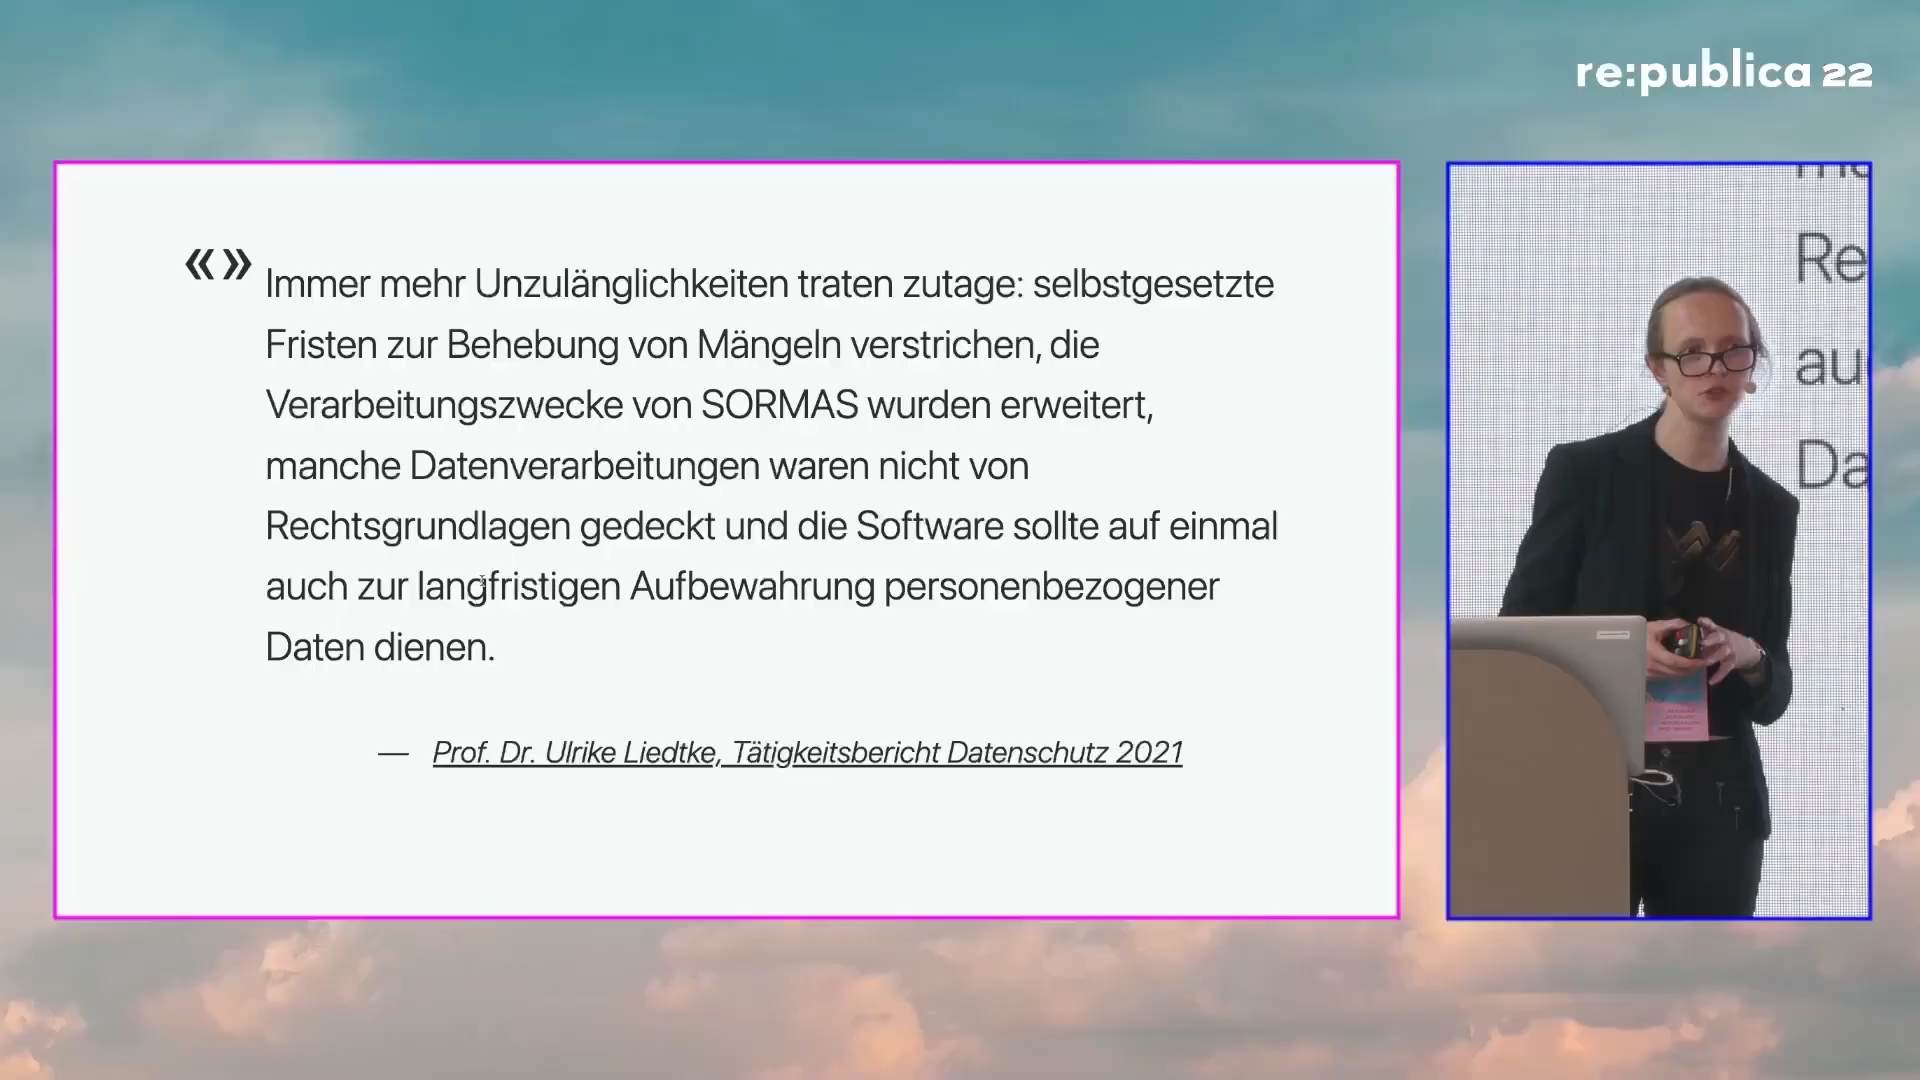 re:publica 22
«»
Immer mehr Unzulänglichkeiten traten zutage: selbstgesetzte
Fristen zur Behebung von Mängeln verstrichen, die
Verarbeitungszwecke von SORMAS wurden erweitert,
manche Datenverarbeitungen waren nicht von
Rechtsgrundlagen gedeckt und die Software sollte auf einmal
auch zur langfristigen Aufbewahrung personenbezogener
Daten dienen.
— Prof. Dr. Ulrike Liedtke, Tätigkeitsbericht Datenschutz 2021
Re
au
Da